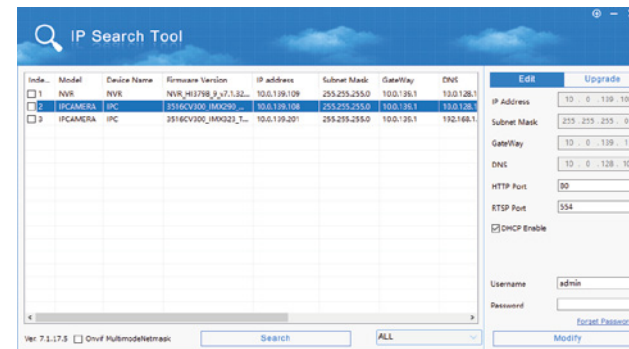 IP Search Tool
Inde... Model Device Name Firmware Version IP address Subnet Mask GateWay DNS
1 NVR NVR NVR_HI3798_9_v7.1.32... 10.0.139.109 255.255.255.0 10.0.139.1 10.0.128.1
2 IPCAMERA IPC 3516CV300_IMX290_... 10.0.139.108 255.255.255.0 10.0.139.1 10.0.128.1
3 IPCAMERA IPC 3516CV300_IMX323_T... 10.0.139.201 255.255.255.0 10.0.139.1 192.168.1.
Edit Upgrade
IP Address 10 . 0 . 139 . 10
Subnet Mask 255 . 255 . 255 . 0
GateWay 10 . 0 . 139 . 1
DNS 10 . 0 . 128 . 10
HTTP Port 80
RTSP Port 554
DHCP Enable
Username admin
Password
Forget Passwor
Modify
Ver: 7.1.17.5 Onvif MultimodeNetmask Search ALL